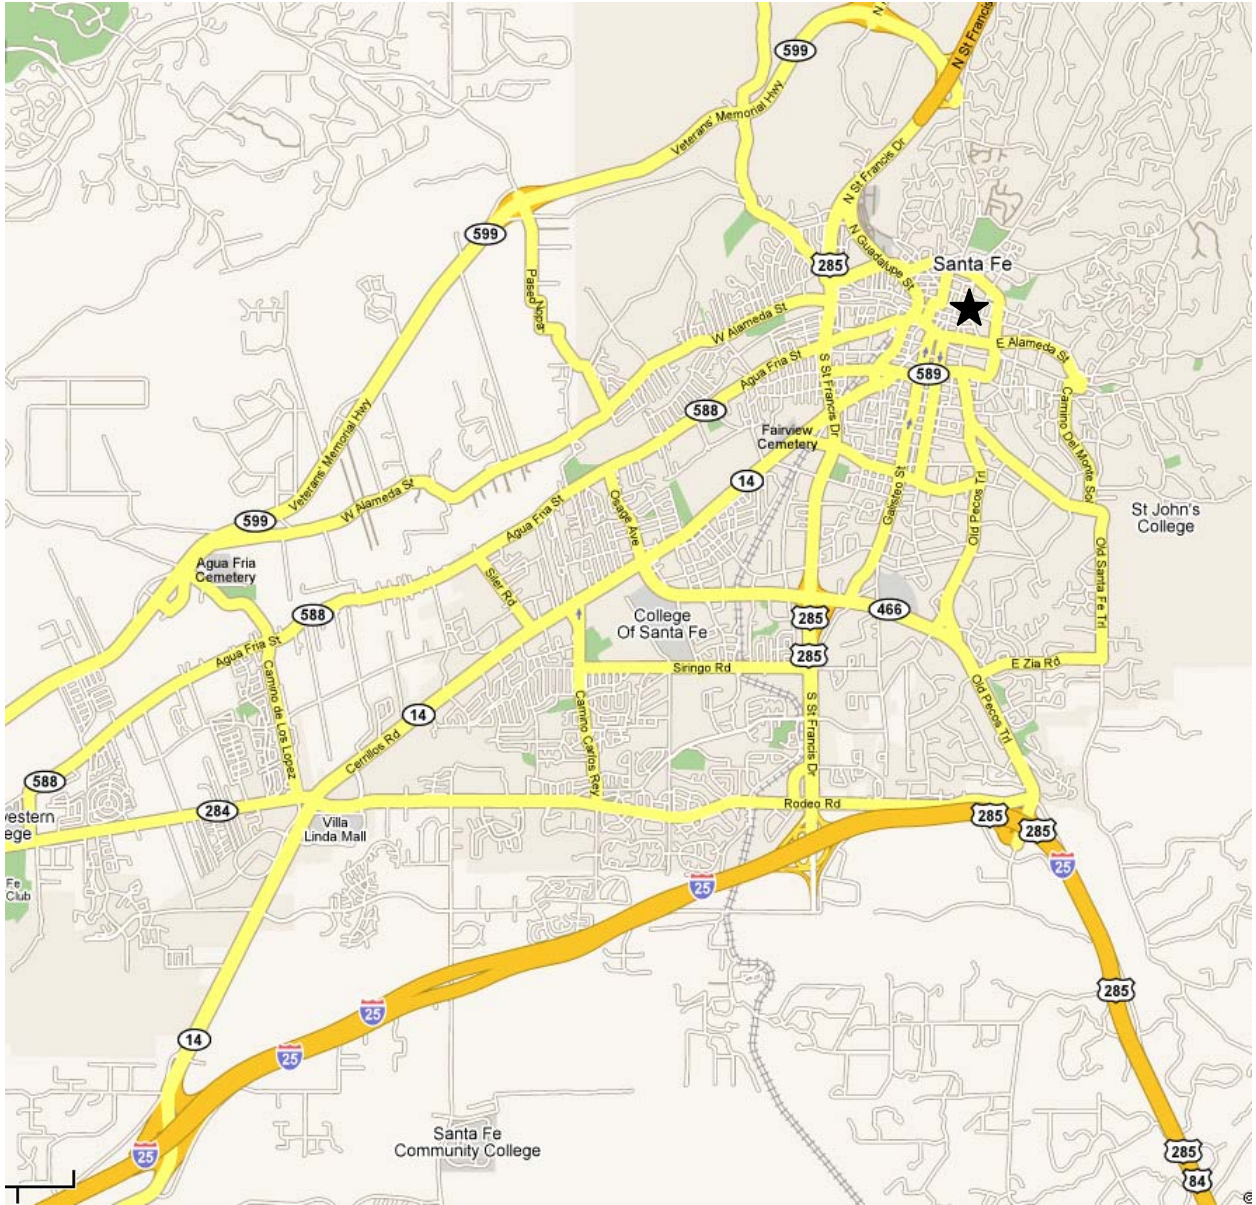 N St Francis
599
Veterans' Memorial Hwy
N St Francis Dr
599
N Guadalupe St
285
Santa Fe
Paseo Nopal
W Alameda St
E Alameda St
Agua Fria St
S St Francis Dr
589
588
Camino Del Monte Sol
Fairview
Cemetery
Veterans' Memorial Hwy
14
W Alameda St
Osage Ave
Galisteo St
Old Pecos Trl
599
Agua Fria St
St John's
College
Agua Fria
Cemetery
Siler Rd
Old Santa Fe Trl
588
College
Of Santa Fe
285
466
285
Agua Fria St
Siringo Rd
E Zia Rd
Camino de Los Lopez
14
Camino Carlos Rey
S St Francis Dr
Old Pecos Trl
Cerrillos Rd
588
284
Rodeo Rd
western
ege
Villa
Linda Mall
285
285
25
25
Fe
Club
285
25
14
25
Santa Fe
Community College
25
285
84
©